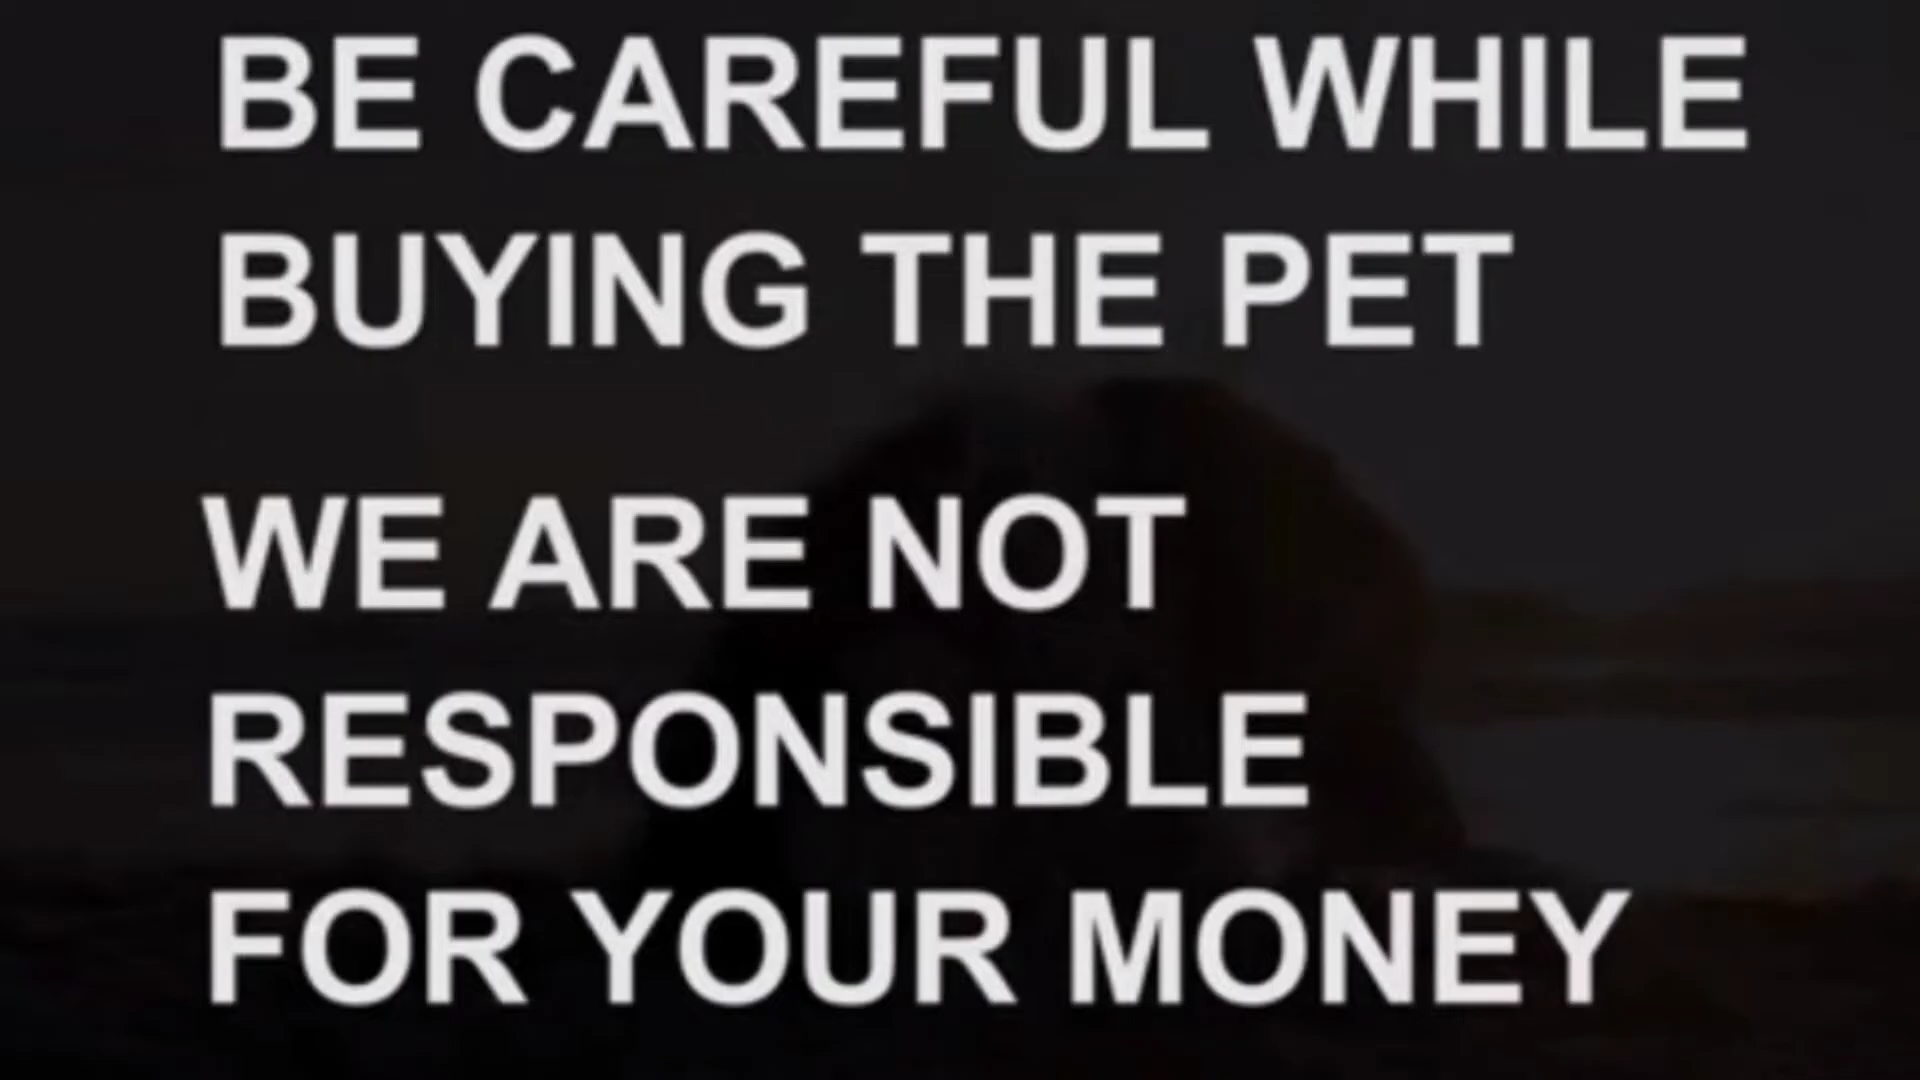 BE CAREFUL WHILE
BUYING THE PET
WE ARE NOT
RESPONSIBLE
FOR YOUR MONEY